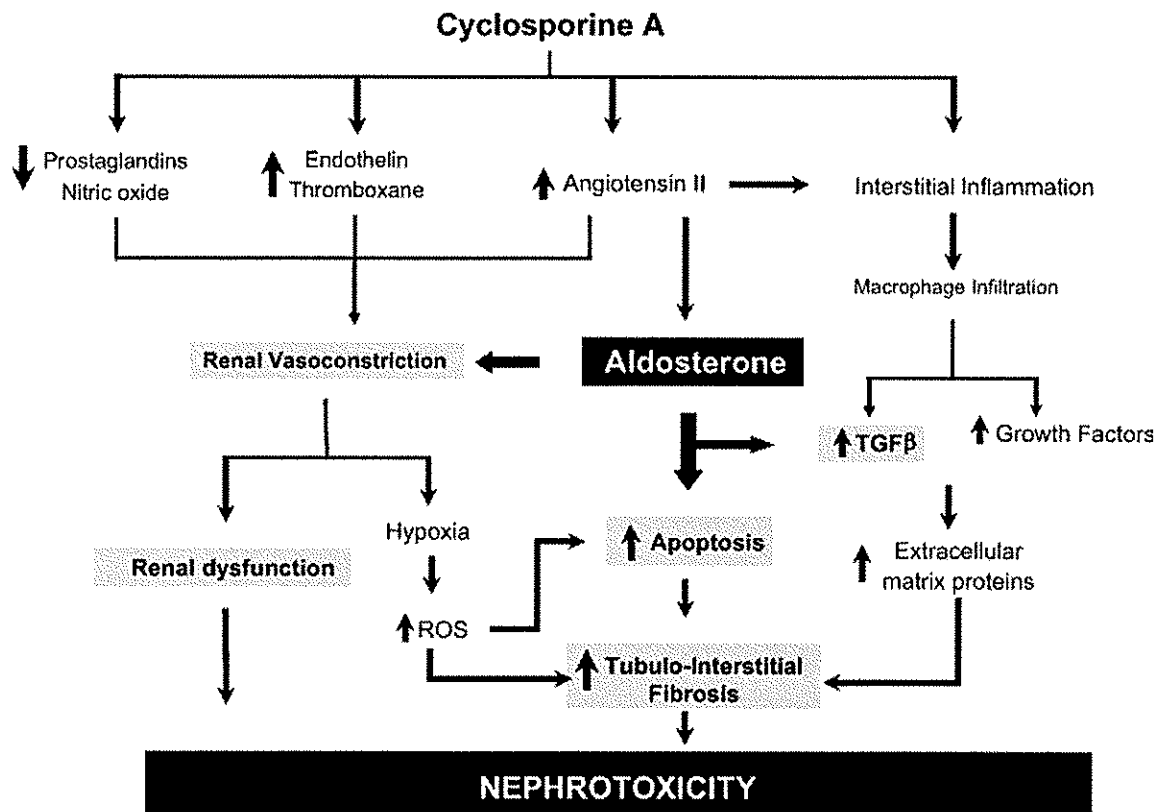 Cyclosporine A
Prostaglandins
Nitric oxide
Endothelin
Thromboxane
Angiotensin II
Interstitial Inflammation
Macrophage Infiltration
Renal Vasoconstriction
Aldosterone
TGFβ
Growth Factors
Hypoxia
Apoptosis
Extracellular
matrix proteins
Renal dysfunction
ROS
Tubulo-Interstitial
Fibrosis
NEPHROTOXICITY